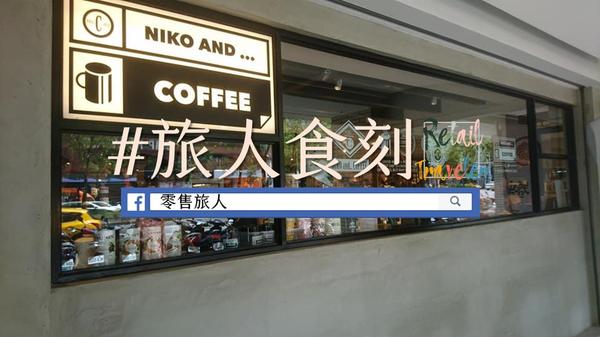 NIKO AND ...
COFFEE
#旅人食刻
Retail
@
Traveler
f 零售旅人